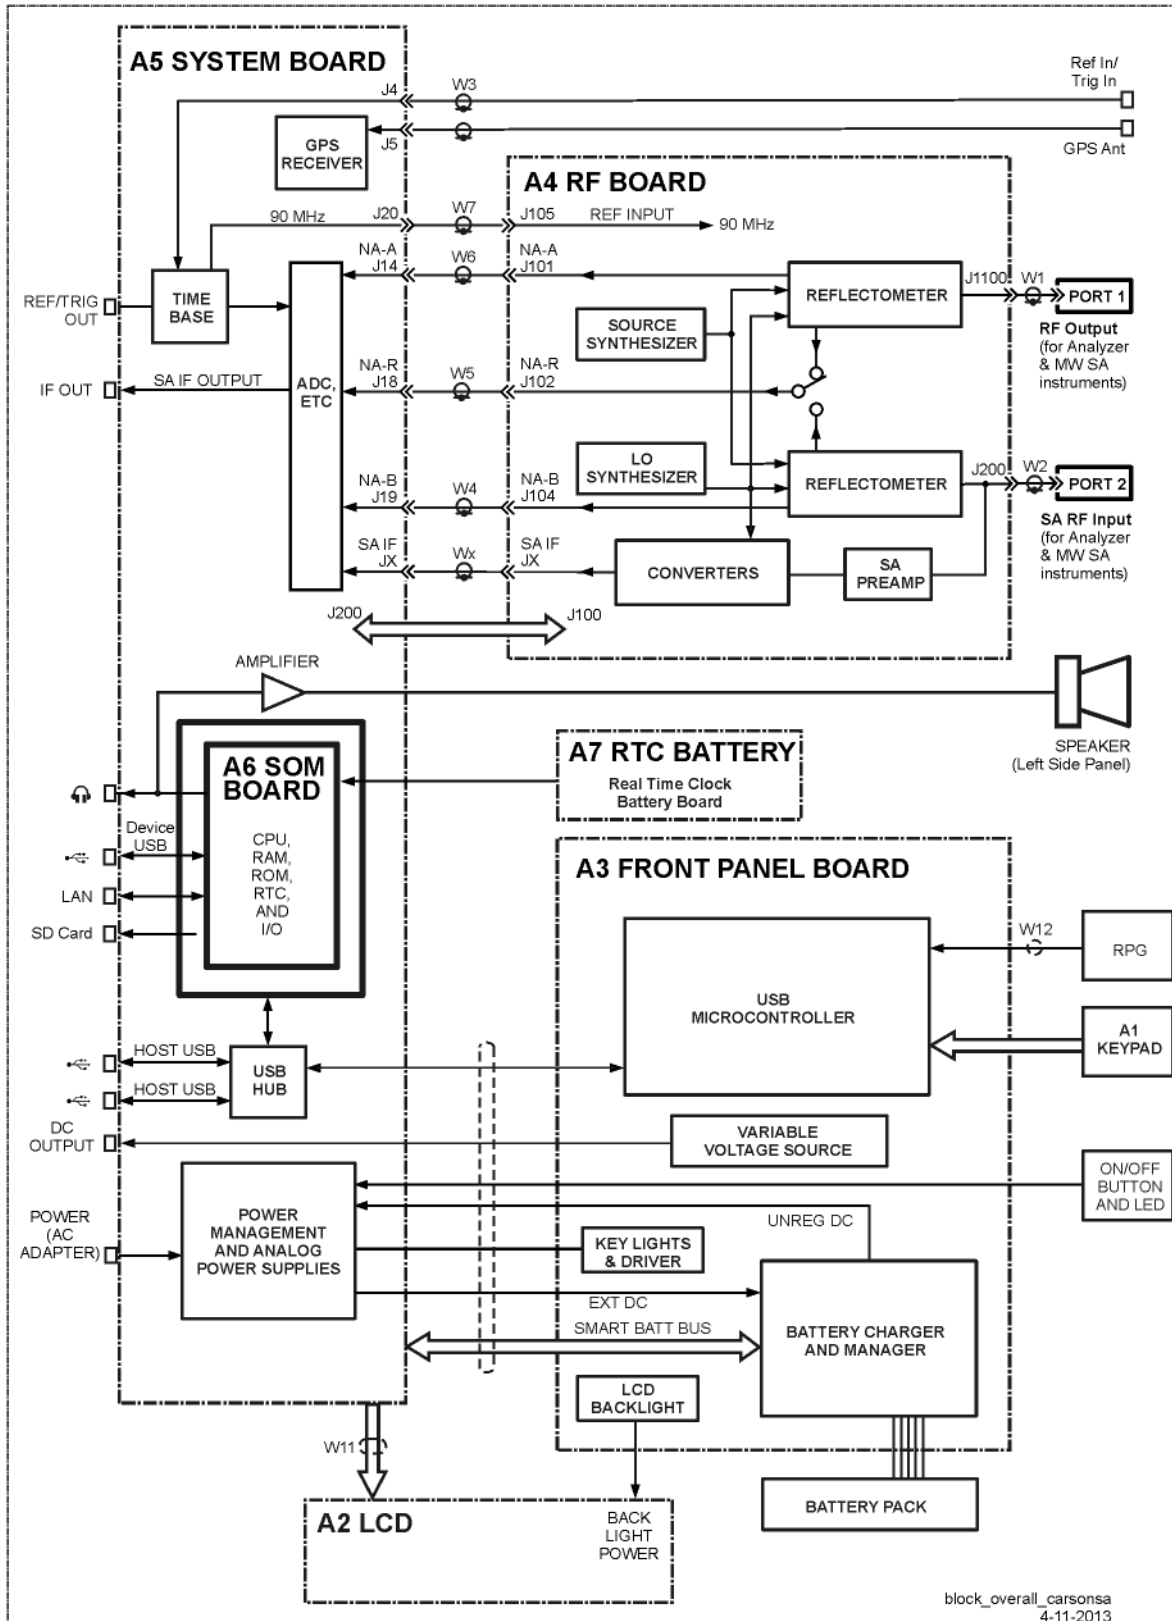 A5 SYSTEM BOARD
J4
W3
Ref In/
Trig In
GPS
RECEIVER
J5
GPS Ant
A4 RF BOARD
90 MHz
J20
W7
J105
REF INPUT
90 MHz
NA-A
J14
W6
NA-A
J101
REF/TRIG
OUT
TIME
BASE
REFLECTOMETER
J1100
W1
PORT 1
RF Output
(for Analyzer
& MW SA
instruments)
SOURCE
SYNTHESIZER
IF OUT
SA IF OUTPUT
ADC,
ETC
NA-R
J18
W5
NA-R
J102
LO
SYNTHESIZER
NA-B
J19
W4
NA-B
J104
REFLECTOMETER
J200
W2
PORT 2
SA RF Input
(for Analyzer
& MW SA
instruments)
SA IF
JX
Wx
SA IF
JX
CONVERTERS
SA
PREAMP
J200
J100
AMPLIFIER
SPEAKER
(Left Side Panel)
A6 SOM
BOARD
CPU,
RAM,
ROM,
RTC,
AND
I/O
A7 RTC BATTERY
Real Time Clock
Battery Board
Device
USB
LAN
SD Card
A3 FRONT PANEL BOARD
USB
MICROCONTROLLER
W12
RPG
A1
KEYPAD
HOST USB
HOST USB
USB
HUB
DC
OUTPUT
VARIABLE
VOLTAGE SOURCE
ON/OFF
BUTTON
AND LED
POWER
(AC
ADAPTER)
POWER
MANAGEMENT
AND ANALOG
POWER SUPPLIES
UNREG DC
KEY LIGHTS
& DRIVER
EXT DC
SMART BATT BUS
BATTERY CHARGER
AND MANAGER
LCD
BACKLIGHT
W11
A2 LCD
BACK
LIGHT
POWER
BATTERY PACK
block_overall_carsonsa
4-11-2013